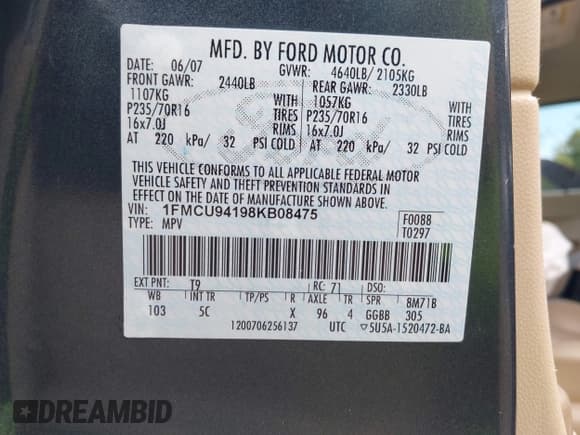 MFD. BY FORD MOTOR CO.
DATE: 06/07 GVWR: 4640LB/ 2105KG
FRONT GAWR: 2440LB REAR GAWR: 2330LB
1107KG WITH 1057KG WITH
P235/70R16 TIRES P235/70R16 TIRES
16x7.0J RIMS 16x7.0J RIMS
AT 220 kPa/ 32 PSI COLD AT 220 kPa/ 32 PSI COLD
THIS VEHICLE CONFORMS TO ALL APPLICABLE FEDERAL MOTOR
VEHICLE SAFETY AND THEFT PREVENTION STANDARDS IN
EFFECT ON THE DATE OF MANUFACTURE SHOWN ABOVE.
VIN: 1FMCU94198KB08475 F0088
TYPE: MPV T0297
EXT PNT: T9 RC: 71 DSO:
WB INT TR TP/PS R AXLE TR SPR 8M71B
103 5C X 96 4 GGBB 305
1200706256137 UTC ▽5U5A-1520472-BA
DREAMBID